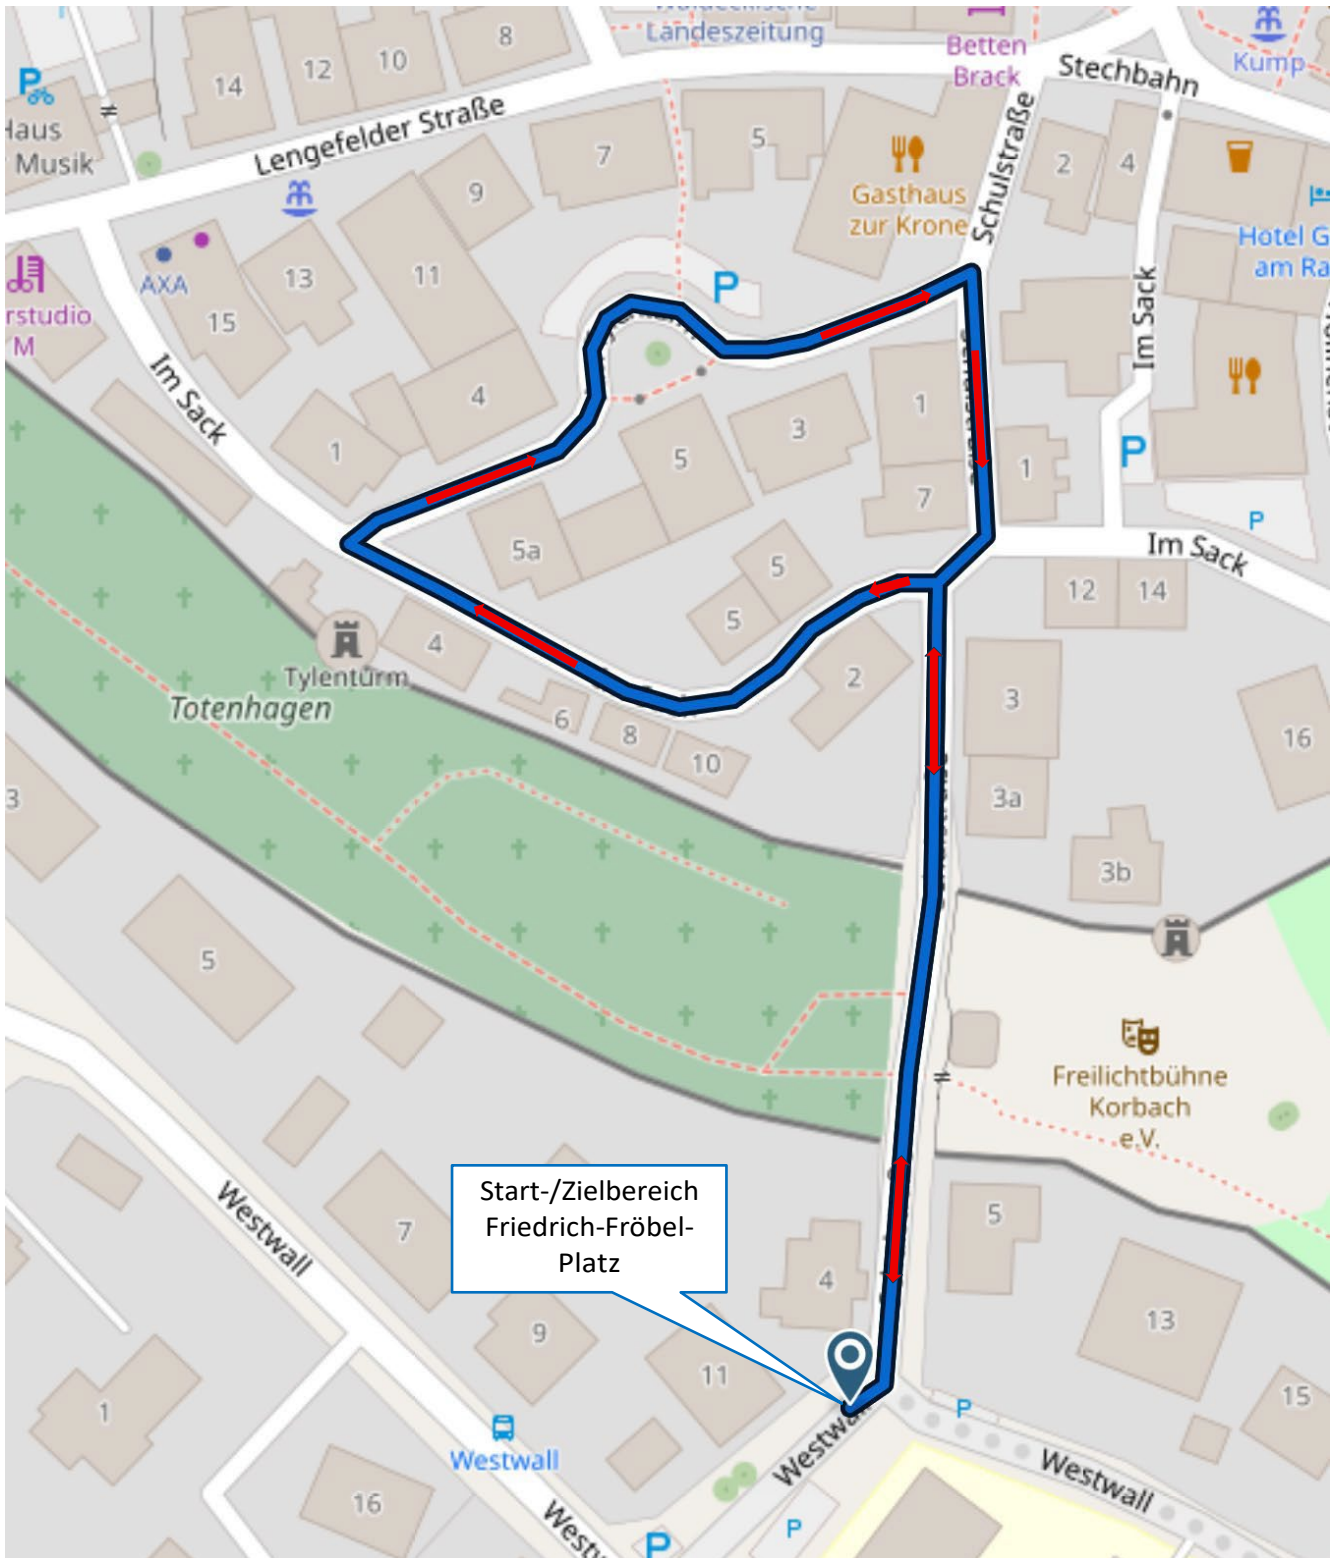 Landeszeitung
Betten
Brack
Kump
Stechbahn
8
10
12
14
P
Haus
Musik
Lengefelder Straße
Schulstraße
5
7
9
2
4
Gasthaus
zur Krone
Hotel G
am Ra
AXA
13
11
15
rstudio
M
P
Im Sack
Im Sack
4
1
5
3
1
7
1
P
P
Im Sack
5a
5
5
12
14
4
Tylenturm
Totenhagen
2
6
8
10
3
3a
3b
16
3
5
Freilichtbühne
Korbach
e.V.
Start-/Zielbereich
Friedrich-Fröbel-
Platz
Westwall
7
4
5
13
9
11
15
1
P
Westwall
Westwall
16
P
P